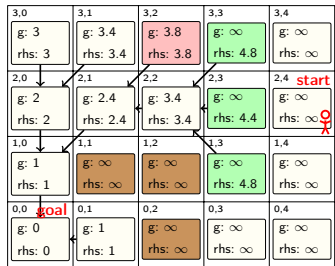 3,0 3,1 3,2 3,3 3,4
g: 3 g: 3.4 g: 3.8 g: ∞ g: ∞
rhs: 3 rhs: 3.4 rhs: 3.8 rhs: 4.8 rhs: ∞
2,0 2,1 2,2 2,3 2,4
start
g: 2 g: 2.4 g: 3.4 g: ∞ g: ∞
rhs: 2 rhs: 2.4 rhs: 3.4 rhs: 4.4 rhs: ∞
1,0 1,1 1,2 1,3 1,4
g: 1 g: ∞ g: ∞ g: ∞ g: ∞
rhs: 1 rhs: ∞ rhs: ∞ rhs: 4.8 rhs: ∞
0,0 goal 0,1 0,2 0,3 0,4
g: 0 g: 1 g: ∞ g: ∞ g: ∞
rhs: 0 rhs: 1 rhs: ∞ rhs: ∞ rhs: ∞